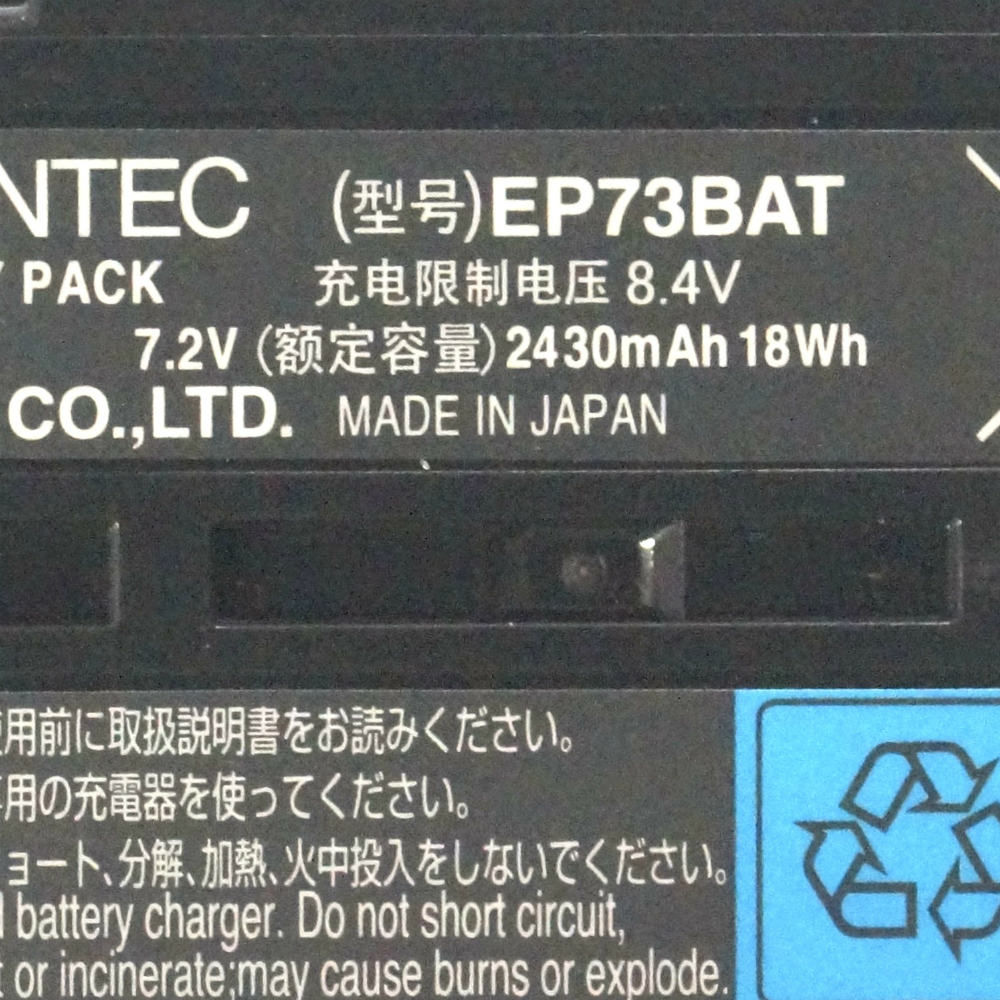 NTEC (型号)EP73BAT
PACK 充电限制电压 8.4V
7.2V (额定容量) 2430mAh 18Wh
CO.,LTD. MADE IN JAPAN
用前に取扱説明書をお読みください。
用の充電器を使ってください。
ョート、分解、加熱、火中投入をしないでください。
battery charger. Do not short circuit,
or incinerate;may cause burns or explode.